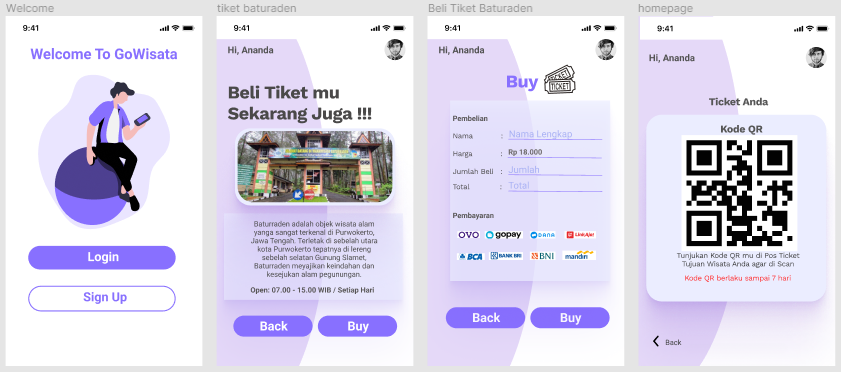 Welcome
9:41
Welcome To GoWisata
Login
Sign Up
tiket baturaden
9:41
Hi, Ananda
Beli Tiket mu
Sekarang Juga !!!
Baturraden adalah objek wisata alam
yanga sangat terkenal di Purwokerto,
Jawa Tengah. Terletak di sebelah utara
kota Purwokerto tepatnya di lereng
sebelah selatan Gunung Slamet,
Baturraden meyajikan keindahan dan
kesejukan alam pegunungan.
Open: 07.00 - 15.00 WIB / Setiap Hari
Back
Buy
Beli Tiket Baturaden
9:41
Hi, Ananda
Buy
TICKET
TICKET
Pembelian
Nama : Nama Lengkap
Harga : Rp 18.000
Jumlah Beli : Jumlah
Total : Total
Pembayaran
OVO gopay DANA LinkAja!
BCA BANK BRI BNI mandiri
Back
Buy
homepage
9:41
Hi, Ananda
Ticket Anda
Kode QR
Tunjukan Kode QR mu di Pos Ticket
Tujuan Wisata Anda agar di Scan
Kode QR berlaku sampai 7 hari
Back